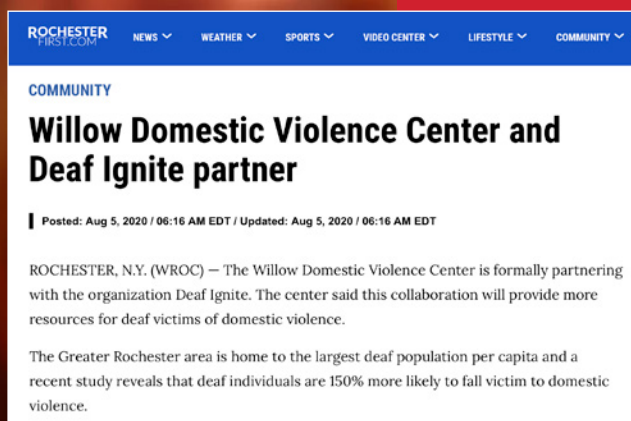 ROCHESTER
FIRST.COM
NEWS WEATHER SPORTS VIDEO CENTER LIFESTYLE COMMUNITY
COMMUNITY
Willow Domestic Violence Center and
Deaf Ignite partner
Posted: Aug 5, 2020 / 06:16 AM EDT / Updated: Aug 5, 2020 / 06:16 AM EDT
ROCHESTER, N.Y. (WROC) — The Willow Domestic Violence Center is formally partnering
with the organization Deaf Ignite. The center said this collaboration will provide more
resources for deaf victims of domestic violence.
The Greater Rochester area is home to the largest deaf population per capita and a
recent study reveals that deaf individuals are 150% more likely to fall victim to domestic
violence.